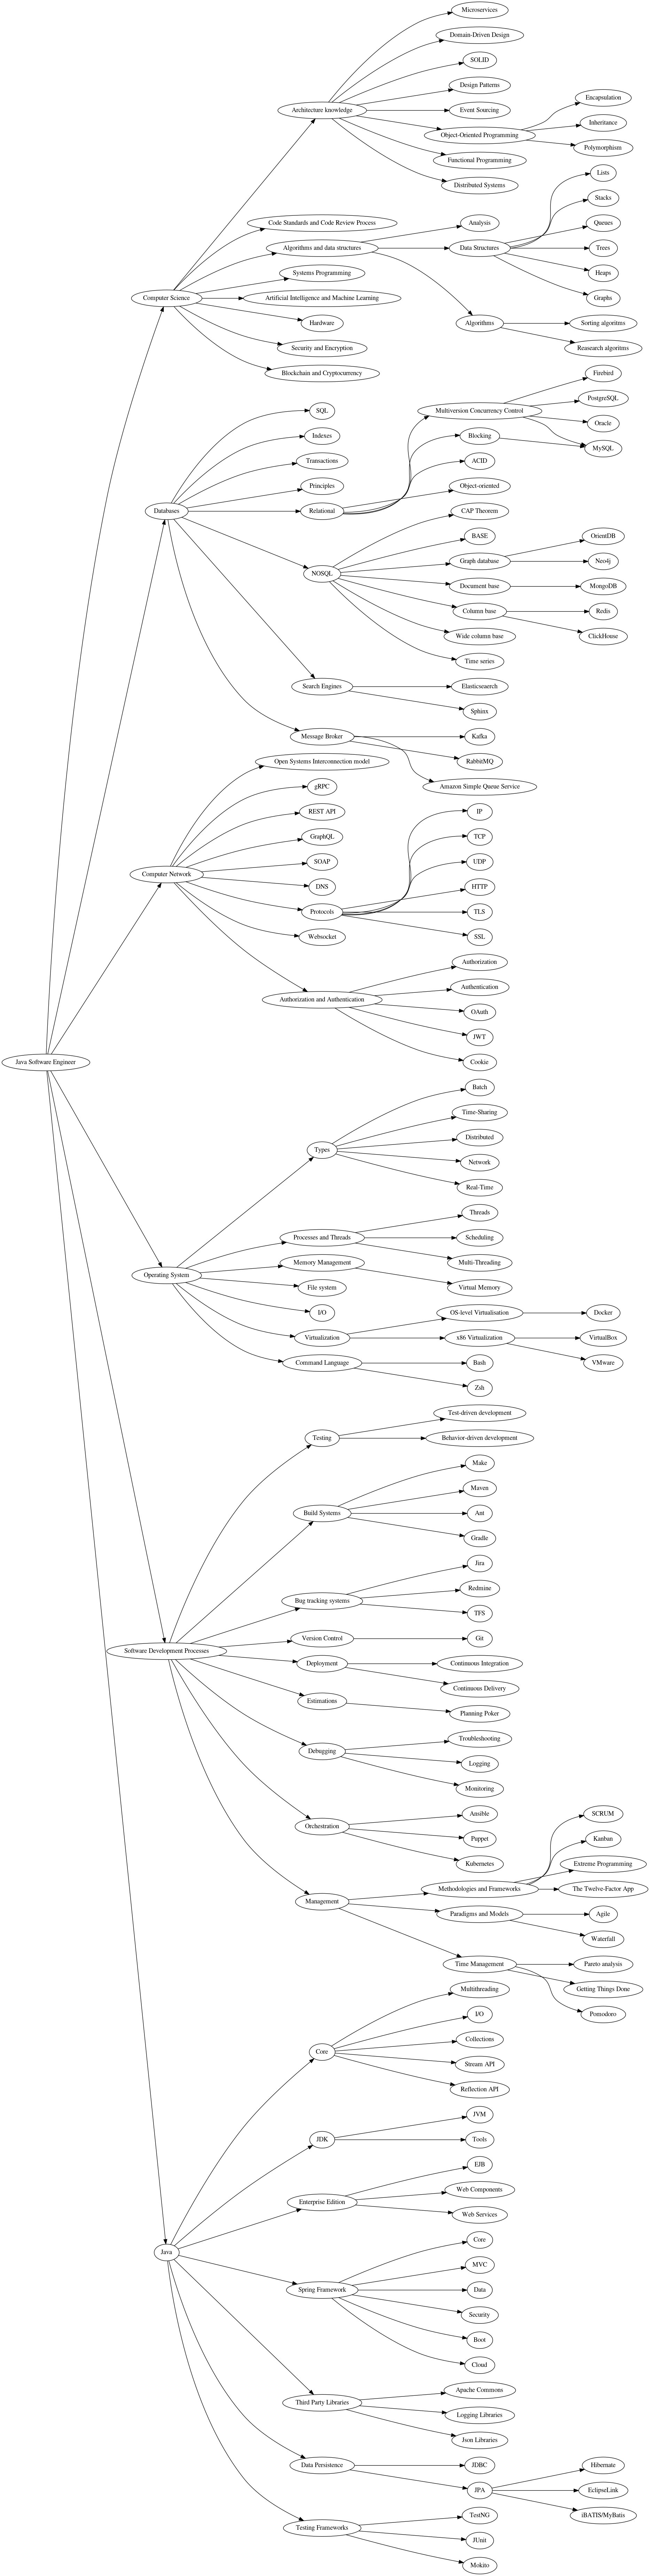 Microservices
Domain-Driven Design
SOLID
Design Patterns
Architecture knowledge
Event Sourcing
Object-Oriented Programming
Encapsulation
Inheritance
Polymorphism
Functional Programming
Distributed Systems
Code Standards and Code Review Process
Algorithms and data structures
Analysis
Data Structures
Lists
Stacks
Queues
Trees
Heaps
Graphs
Systems Programming
Computer Science
Artificial Intelligence and Machine Learning
Hardware
Algorithms
Sorting algoritms
Reasearch algoritms
Security and Encryption
Blockchain and Cryptocurrency
SQL
Indexes
Transactions
Principles
Databases
Relational
Multiversion Concurrency Control
Firebird
PostgreSQL
Oracle
MySQL
Blocking
ACID
Object-oriented
NOSQL
CAP Theorem
BASE
Graph database
OrientDB
Neo4j
Document base
MongoDB
Column base
Redis
ClickHouse
Wide column base
Time series
Search Engines
Elasticsearch
Sphinx
Message Broker
Kafka
RabbitMQ
Amazon Simple Queue Service
Open Systems Interconnection model
gRPC
REST API
GraphQL
SOAP
Computer Network
DNS
Protocols
IP
TCP
UDP
HTTP
TLS
SSL
Websocket
Authorization and Authentication
Authorization
Authentication
OAuth
JWT
Cookie
Java Software Engineer
Types
Batch
Time-Sharing
Distributed
Network
Real-Time
Processes and Threads
Threads
Scheduling
Multi-Threading
Memory Management
Virtual Memory
Operating System
File system
I/O
Virtualization
OS-level Virtualisation
Docker
x86 Virtualization
VirtualBox
VMware
Command Language
Bash
Zsh
Testing
Test-driven development
Behavior-driven development
Build Systems
Make
Maven
Ant
Gradle
Bug tracking systems
Jira
Redmine
TFS
Version Control
Git
Software Development Processes
Deployment
Continuous Integration
Continuous Delivery
Estimations
Planning Poker
Debugging
Troubleshooting
Logging
Monitoring
Orchestration
Ansible
Puppet
Kubernetes
Management
Methodologies and Frameworks
SCRUM
Kanban
Extreme Programming
The Twelve-Factor App
Paradigms and Models
Agile
Waterfall
Time Management
Pareto analysis
Getting Things Done
Pomodoro
Core
Multithreading
I/O
Collections
Stream API
Reflection API
JDK
JVM
Tools
Enterprise Edition
EJB
Web Components
Web Services
Java
Spring Framework
Core
MVC
Data
Security
Boot
Cloud
Third Party Libraries
Apache Commons
Logging Libraries
Json Libraries
Data Persistence
JDBC
JPA
Hibernate
EclipseLink
iBATIS/MyBatis
Testing Frameworks
TestNG
JUnit
Mokito